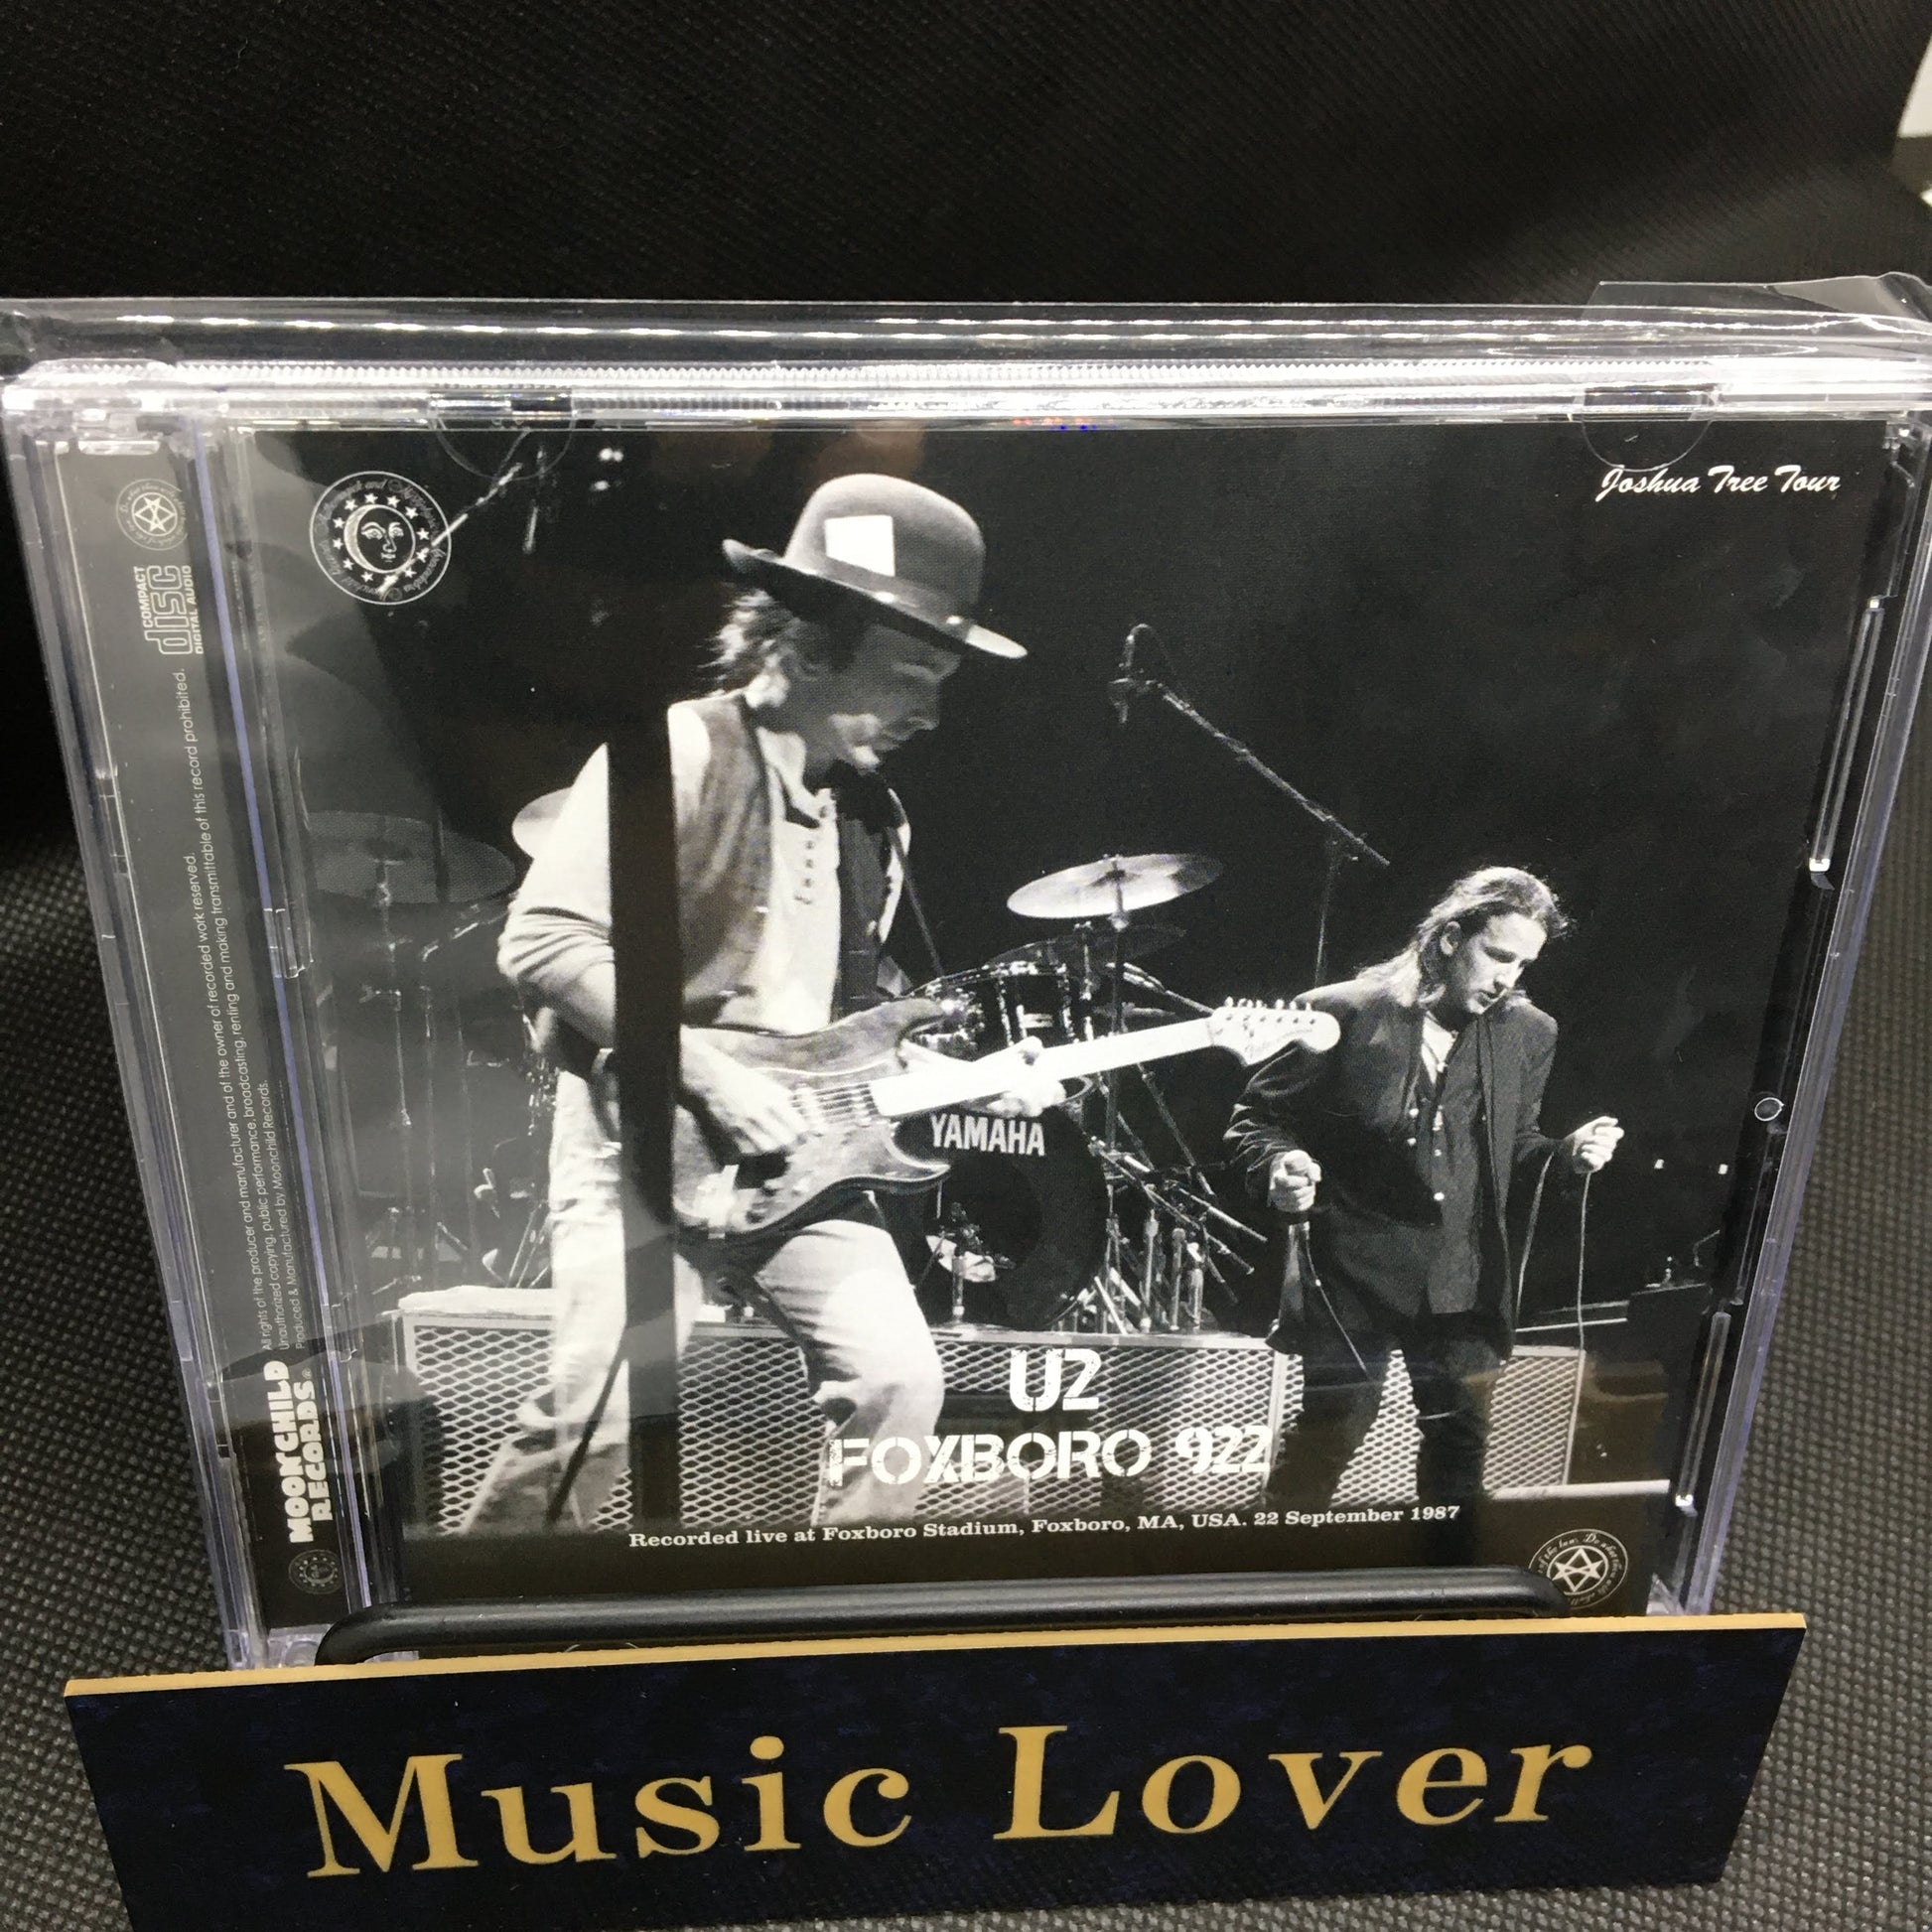 Joshua Tree Tour
COMPACT
disc
DIGITAL AUDIO
All rights of the producer and manufacturer and of the owner of recorded work reserved.
Unauthorized copying, public performance, broadcasting, renting and making transmittable of this record prohibited.
Produced & Manufactured by Moonchild Records.
MOONCHILD
RECORDS®
YAMAHA
U2
FOXBORO 922
Recorded live at Foxboro Stadium, Foxboro, MA, USA. 22 September 1987
Music Lover